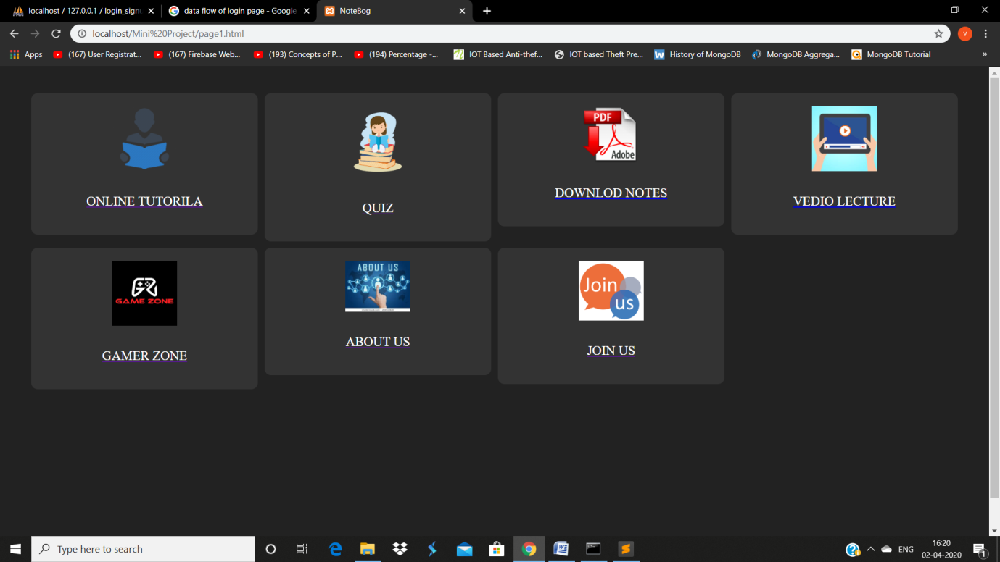 localhost / 127.0.0.1 / login_signu
data flow of login page - Google
NoteBog
localhost/Mini%20Project/page1.html
V
Apps
(167) User Registrat...
(167) Firebase Web...
(193) Concepts of P...
(194) Percentage -...
IOT Based Anti-thef...
IOT based Theft Pre...
W
History of MongoDB
MongoDB Aggrega...
MongoDB Tutorial
»
PDF
Adobe
ONLINE TUTORILA
QUIZ
DOWNLOD NOTES
VEDIO LECTURE
GAME ZONE
ABOUT US
Join
us
GAMER ZONE
ABOUT US
JOIN US
Type here to search
ENG
16:20
02-04-2020
1